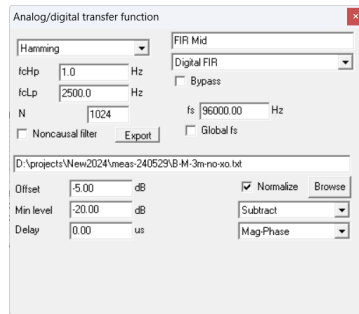 Analog/digital transfer function
Hamming
FIR Mid
fcHp 1.0 Hz
Digital FIR
Bypass
fcLp 2500.0 Hz
N 1024
fs 96000.00 Hz
Noncausal filter Export
Global fs
D:\projects\New2024\meas-240529\B-M-3m-no-xo.txt
Offset -5.00 dB
Normalize Browse
Min level -20.00 dB
Subtract
Delay 0.00 us
Mag-Phase